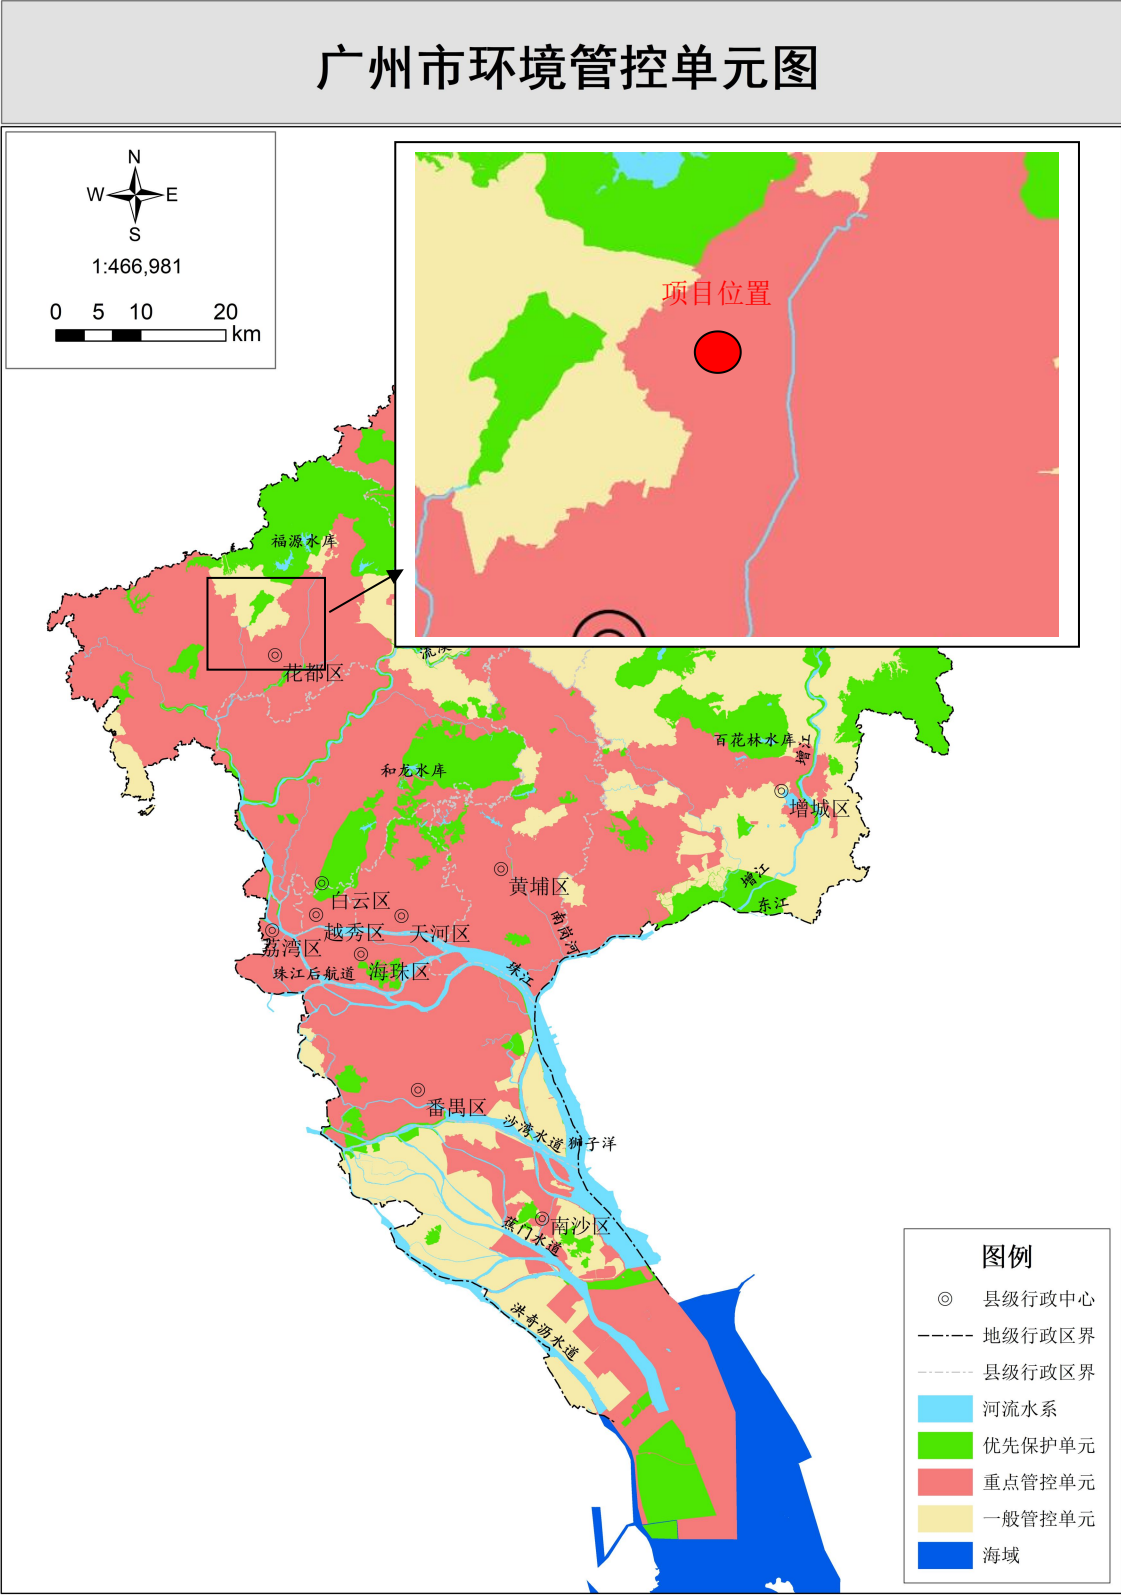 广州市环境管控单元图
N
W E
S
1:466,981
0 5 10 20
km
项目位置
福源水库
花都区
流溪
百花林水库
增江
和龙水库
增城区
黄埔区
增江
东江
白云区
南岗河
越秀区
天河区
荔湾区
海珠区
珠江后航道
珠江
番禺区
沙湾水道
狮子洋
南沙区
蕉门水道
洪奇沥水道
图例
县级行政中心
地级行政区界
县级行政区界
河流水系
优先保护单元
重点管控单元
一般管控单元
海域